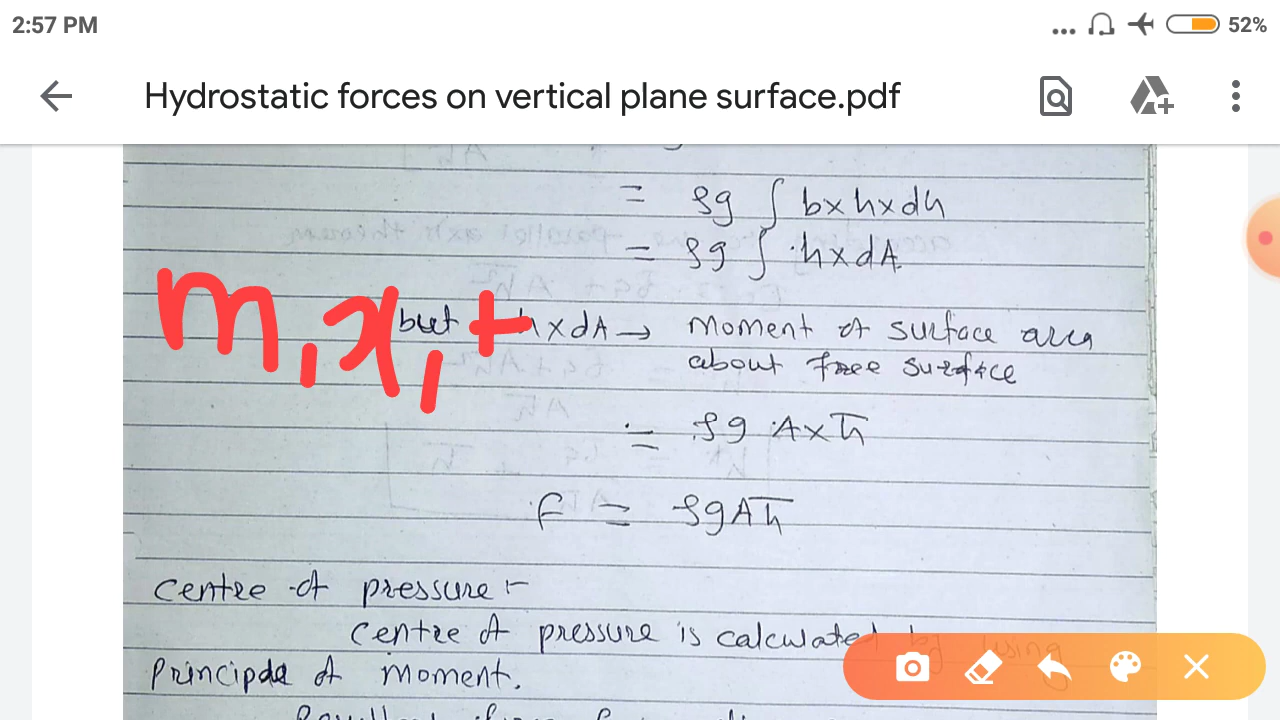 2:57 PM
52%
Hydrostatic forces on vertical plane surface.pdf
= ρg ∫ b×h×dh
= ρg ∫ h×dA
m₁x₁+
but h×dA → Moment of surface area
about free surface
= ρg A×h̄
F = ρgAh̄
Centre of pressure :-
Centre of pressure is calculated by using
Principle of Moment.